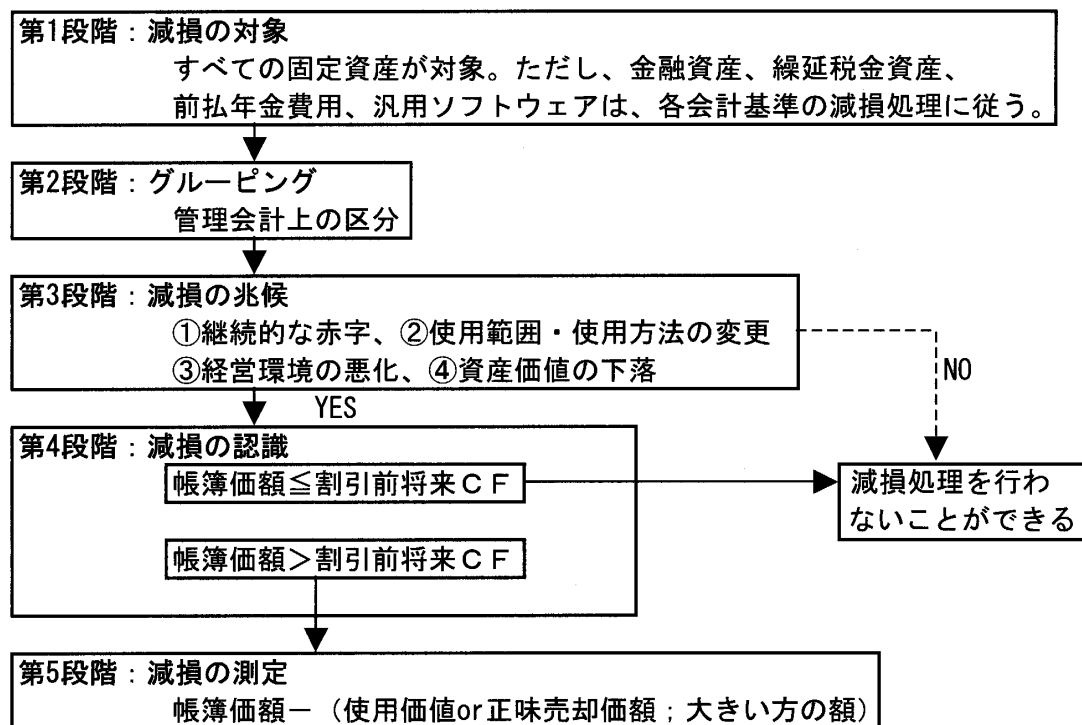 第1段階：減損の対象
すべての固定資産が対象。ただし、金融資産、繰延税金資産、
前払年金費用、汎用ソフトウェアは、各会計基準の減損処理に従う。
第2段階：グルーピング
管理会計上の区分
第3段階：減損の兆候
①継続的な赤字、②使用範囲・使用方法の変更
③経営環境の悪化、④資産価値の下落
NO
YES
第4段階：減損の認識
帳簿価額≦割引前将来ＣＦ
減損処理を行わ
ないことができる
帳簿価額＞割引前将来ＣＦ
第5段階：減損の測定
帳簿価額－（使用価値or正味売却価額；大きい方の額）